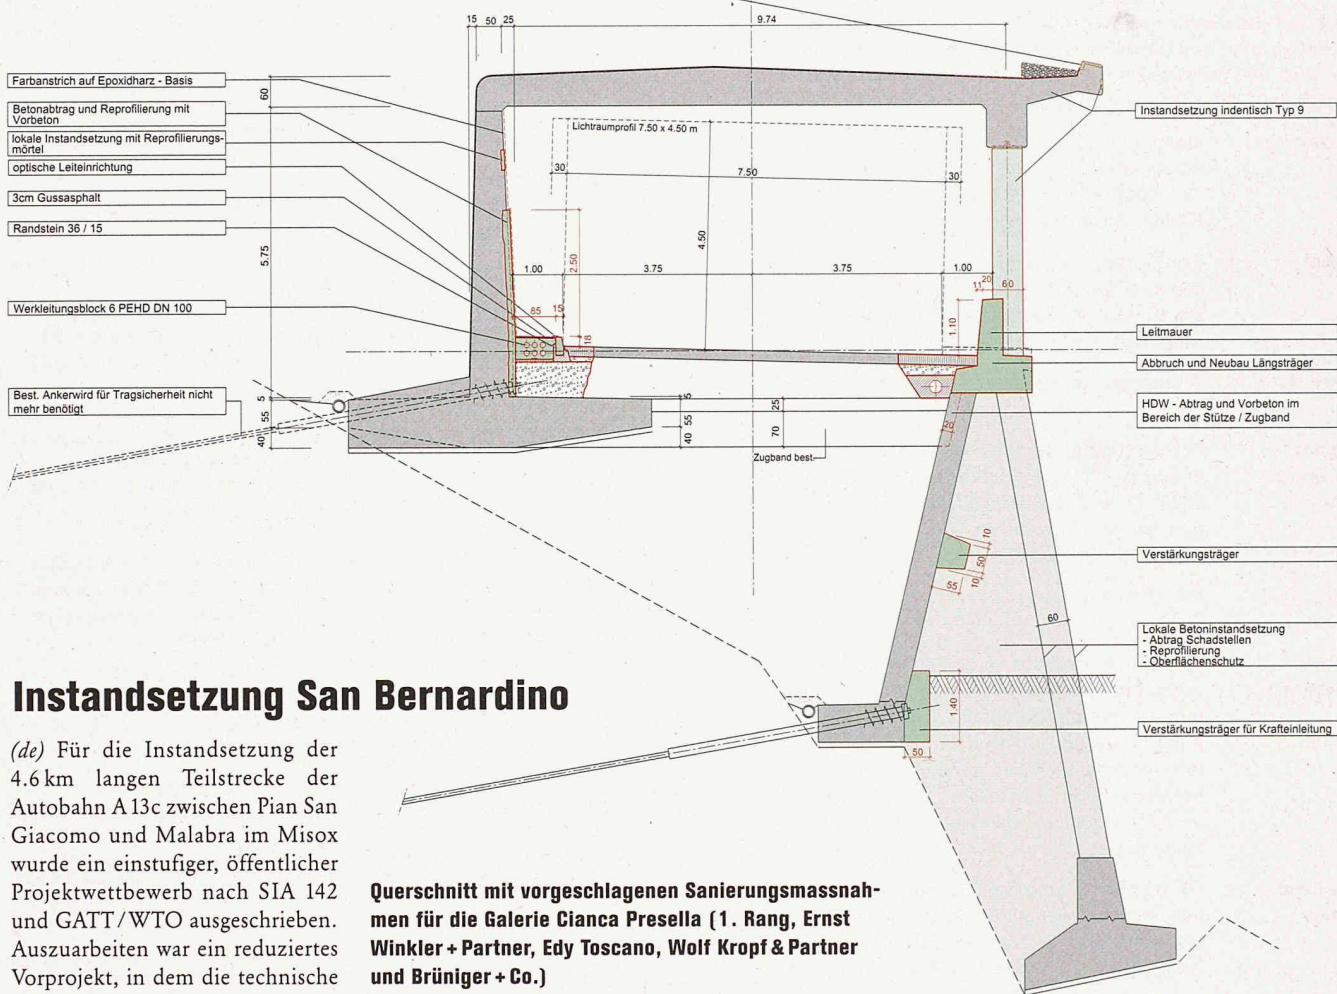 15 50 25 9.74
Farbanstrich auf Epoxidharz - Basis
60
Betonabtrag und Reprofilierung mit
Vorbeton
lokale Instandsetzung mit Reprofilierungs-
mörtel
optische Leiteinrichtung
3cm Gussasphalt
Randstein 36 / 15
5.75
Werkleitungsblock 6 PEHD DN 100
Best. Ankerwird für Tragsicherheit nicht
mehr benötigt
5
55
40
Lichtraumprofil 7.50 x 4.50 m
30 7.50 30
4.50
2.50
1.00 3.75 3.75 1.00
85 15
18
11 20 60
1.10
5
55
40
25
70
20
Zugband best.
Instandsetzung indentisch Typ 9
Leitmauer
Abbruch und Neubau Längsträger
HDW - Abtrag und Vorbeton im
Bereich der Stütze / Zugband
10
50
10
55
Verstärkungsträger
60
Lokale Betoninstandsetzung
- Abtrag Schadstellen
- Reprofilierung
- Oberflächenschutz
1.40
50
Verstärkungsträger für Krafteinleitung
Instandsetzung San Bernardino
(de) Für die Instandsetzung der
4.6 km langen Teilstrecke der
Autobahn A 13c zwischen Pian San
Giacomo und Malabra im Misox
wurde ein einstufiger, öffentlicher
Projektwettbewerb nach SIA 142
und GATT / WTO ausgeschrieben.
Auszuarbeiten war ein reduziertes
Vorprojekt, in dem die technische
Querschnitt mit vorgeschlagenen Sanierungsmassnah-
men für die Galerie Cianca Presella (1. Rang, Ernst
Winkler + Partner, Edy Toscano, Wolf Kropf & Partner
und Brüniger + Co.)